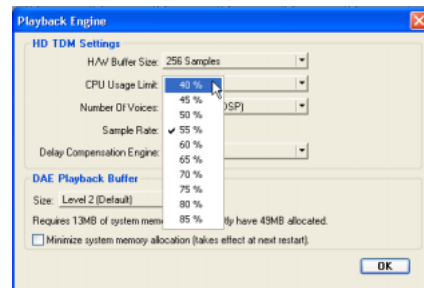 Playback Engine
HD TDM Settings
H/W Buffer Size: 256 Samples
CPU Usage Limit: 40 %
45 %
Number Of Voices: DSP)
50 %
Sample Rate: ✓ 55 %
60 %
Delay Compensation Engine:
65 %
70 %
DAE Playback Buffer
75 %
Size: Level 2 (Default)
80 %
Requires 13MB of system mem tly have 49MB allocated.
85 %
Minimize system memory allocation (takes effect at next restart).
OK